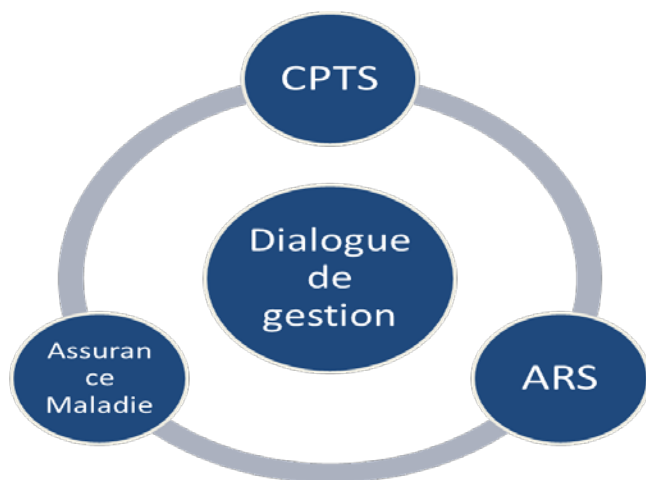 CPTS
Dialogue
de
gestion
Assuran
ce
Maladie
ARS